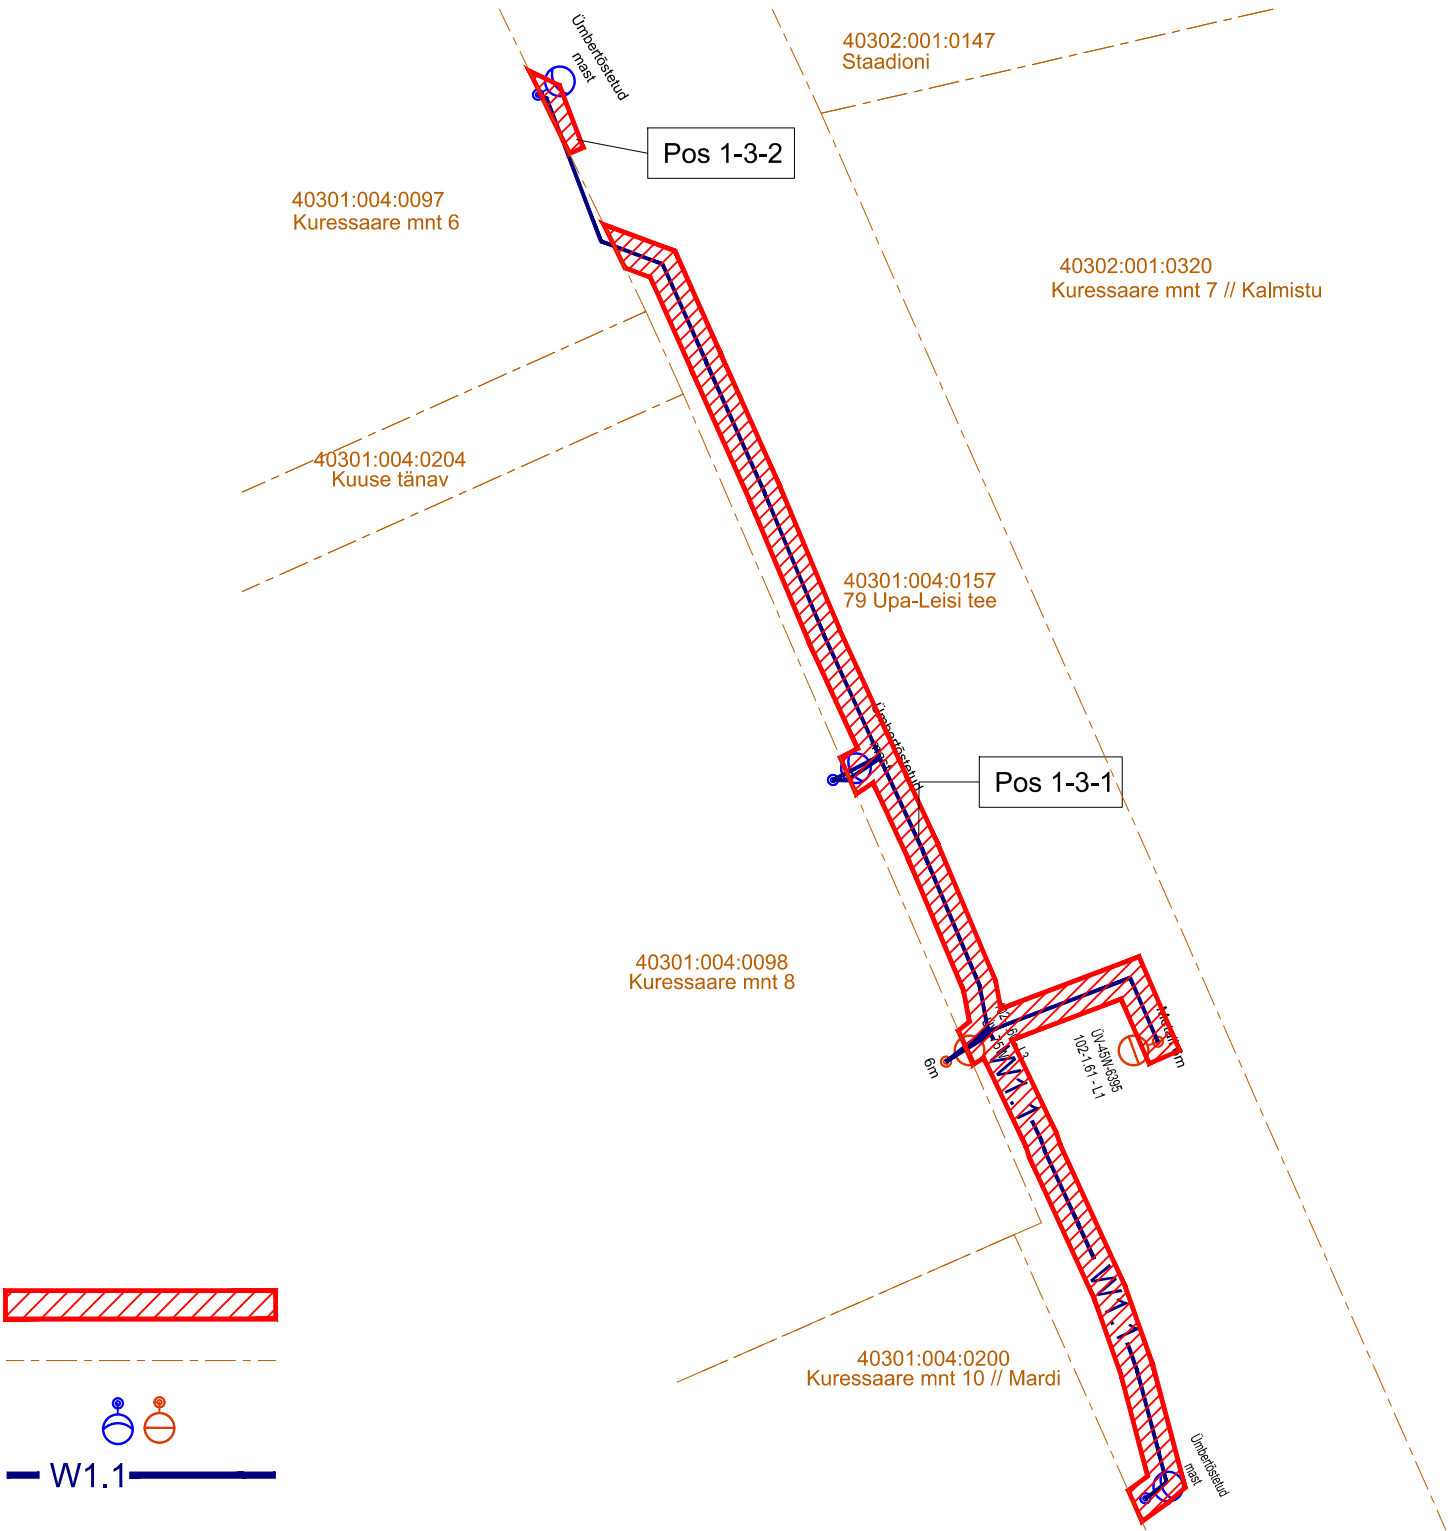 Ümbertõstetud
mast
40302:001:0147
Staadioni
Pos 1-3-2
40301:004:0097
Kuressaare mnt 6
40302:001:0320
Kuressaare mnt 7 // Kalmistu
40301:004:0204
Kuuse tänav
40301:004:0157
79 Upa-Leisi tee
Ümbertõstetud
mast
Pos 1-3-1
40301:004:0098
Kuressaare mnt 8
6m
ÜV-45W-6395
102-1.61 - L1
W1.1
W1.1
40301:004:0200
Kuressaare mnt 10 // Mardi
Ümbertõstetud
mast
W1.1